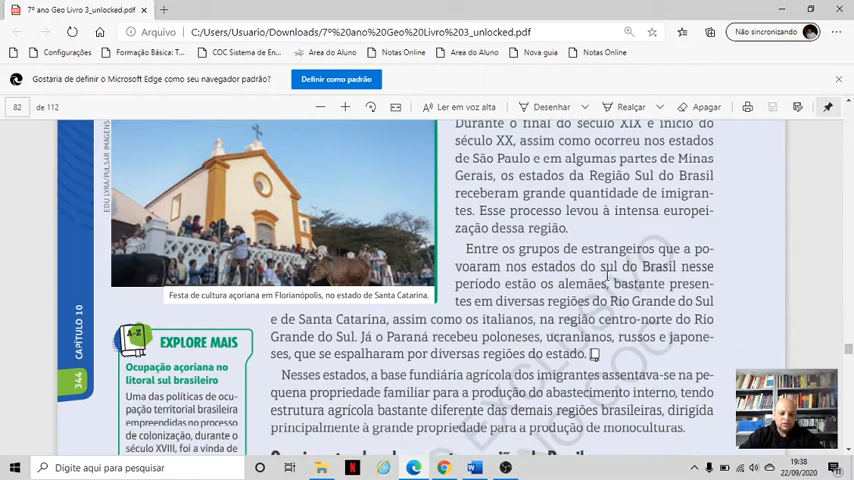 7º ano Geo Livro 3_unlocked.pdf
Arquivo
C:/Users/Usuario/Downloads/7º%20ano%20Geo%20Livro%203_unlocked.pdf
Não sincronizando
Configurações
Formação Básica: T...
COC Sistema de En...
Area do Aluno
Notas Online
Area do Aluno
Nova guia
Notas Online
Gostaria de definir o Microsoft Edge como seu navegador padrão?
Definir como padrão
82 de 112
Ler em voz alta
Desenhar
Realçar
Apagar
EDU LYRA/PULSAR IMAGENS
Festa de cultura açoriana em Florianópolis, no estado de Santa Catarina.
Durante o final do século XIX e início do
século XX, assim como ocorreu nos estados
de São Paulo e em algumas partes de Minas
Gerais, os estados da Região Sul do Brasil
receberam grande quantidade de imigran-
tes. Esse processo levou à intensa europei-
zação dessa região.
Entre os grupos de estrangeiros que a po-
voaram nos estados do sul do Brasil nesse
período estão os alemães, bastante presen-
tes em diversas regiões do Rio Grande do Sul
e de Santa Catarina, assim como os italianos, na região centro-norte do Rio
Grande do Sul. Já o Paraná recebeu poloneses, ucranianos, russos e japone-
ses, que se espalharam por diversas regiões do estado.
Nesses estados, a base fundiária agrícola dos imigrantes assentava-se na pe-
quena propriedade familiar para a produção do abastecimento interno, tendo
estrutura agrícola bastante diferente das demais regiões brasileiras, dirigida
principalmente à grande propriedade para a produção de monoculturas.
CAPÍTULO 10
344
A-Z
EXPLORE MAIS
Ocupação açoriana no
litoral sul brasileiro
Uma das políticas de ocu-
pação territorial brasileira
empreendidas no processo
de colonização, durante o
século XVIII, foi a vinda de
EXCLUSIVO
COC
Digite aqui para pesquisar
19:38
22/09/2020